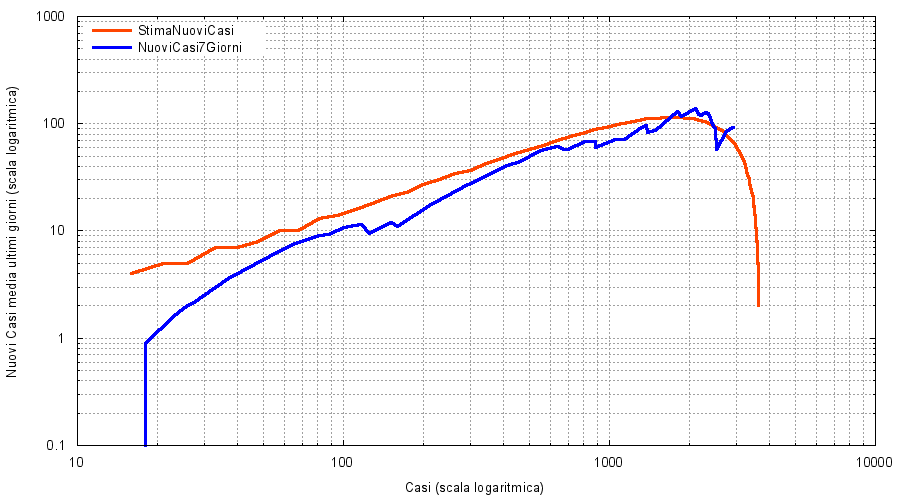 1000
StimaNuoviCasi
NuoviCasi7Giorni
100
10
1
0.1
Nuovi Casi media ultimi giorni (scala logaritmica)
10
100
1000
10000
Casi (scala logaritmica)